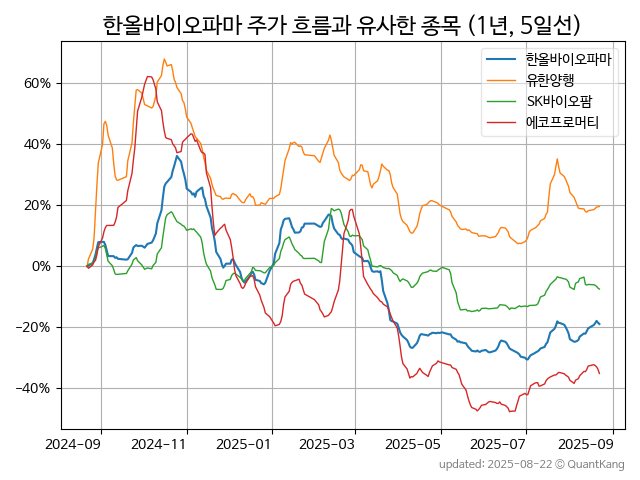 한올바이오파마 주가 흐름과 유사한 종목 (1년, 5일선)
한올바이오파마
유한양행
SK바이오팜
에코프로머티
60%
40%
20%
0%
−20%
−40%
2024-09
2024-11
2025-01
2025-03
2025-05
2025-07
2025-09
updated: 2025-08-22 © QuantKang